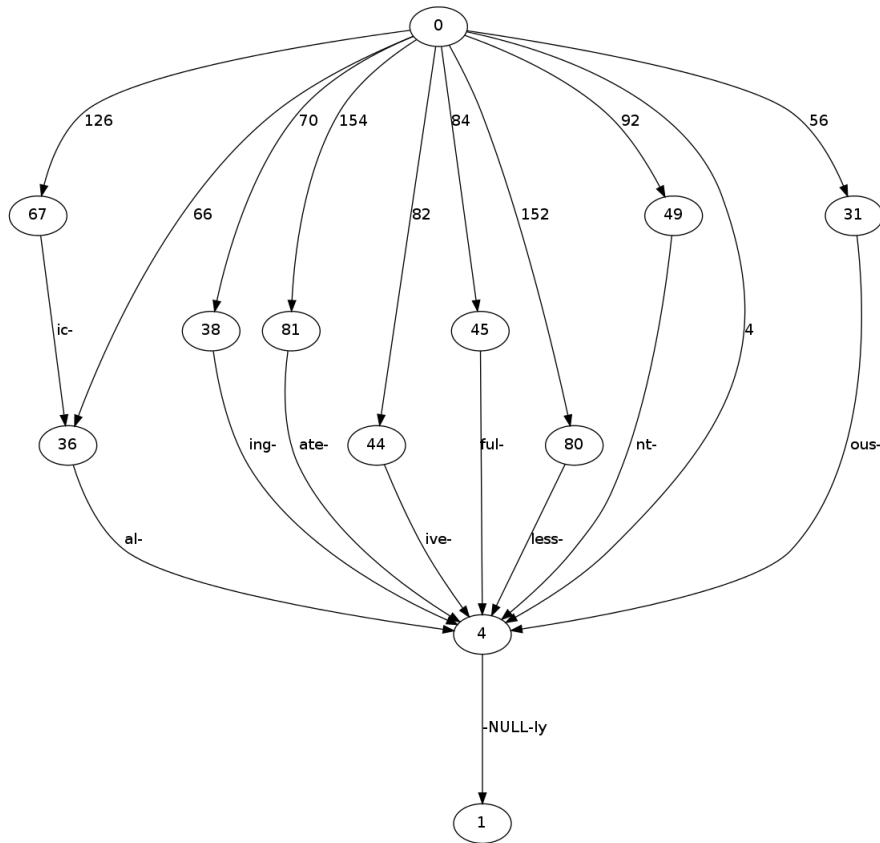 0
126
70
154
84
92
56
67
66
82
152
49
31
38
81
45
4
ic-
36
ing-
ate-
44
ful-
80
nt-
ous-
al-
ive-
less-
4
-NULL-ly
1